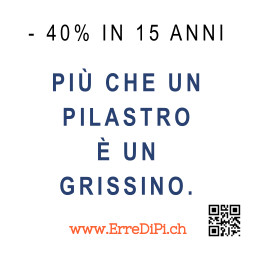 - 40% IN 15 ANNI
PIÙ CHE UN
PILASTRO
È UN
GRISSINO.
www.ErreDiPi.ch